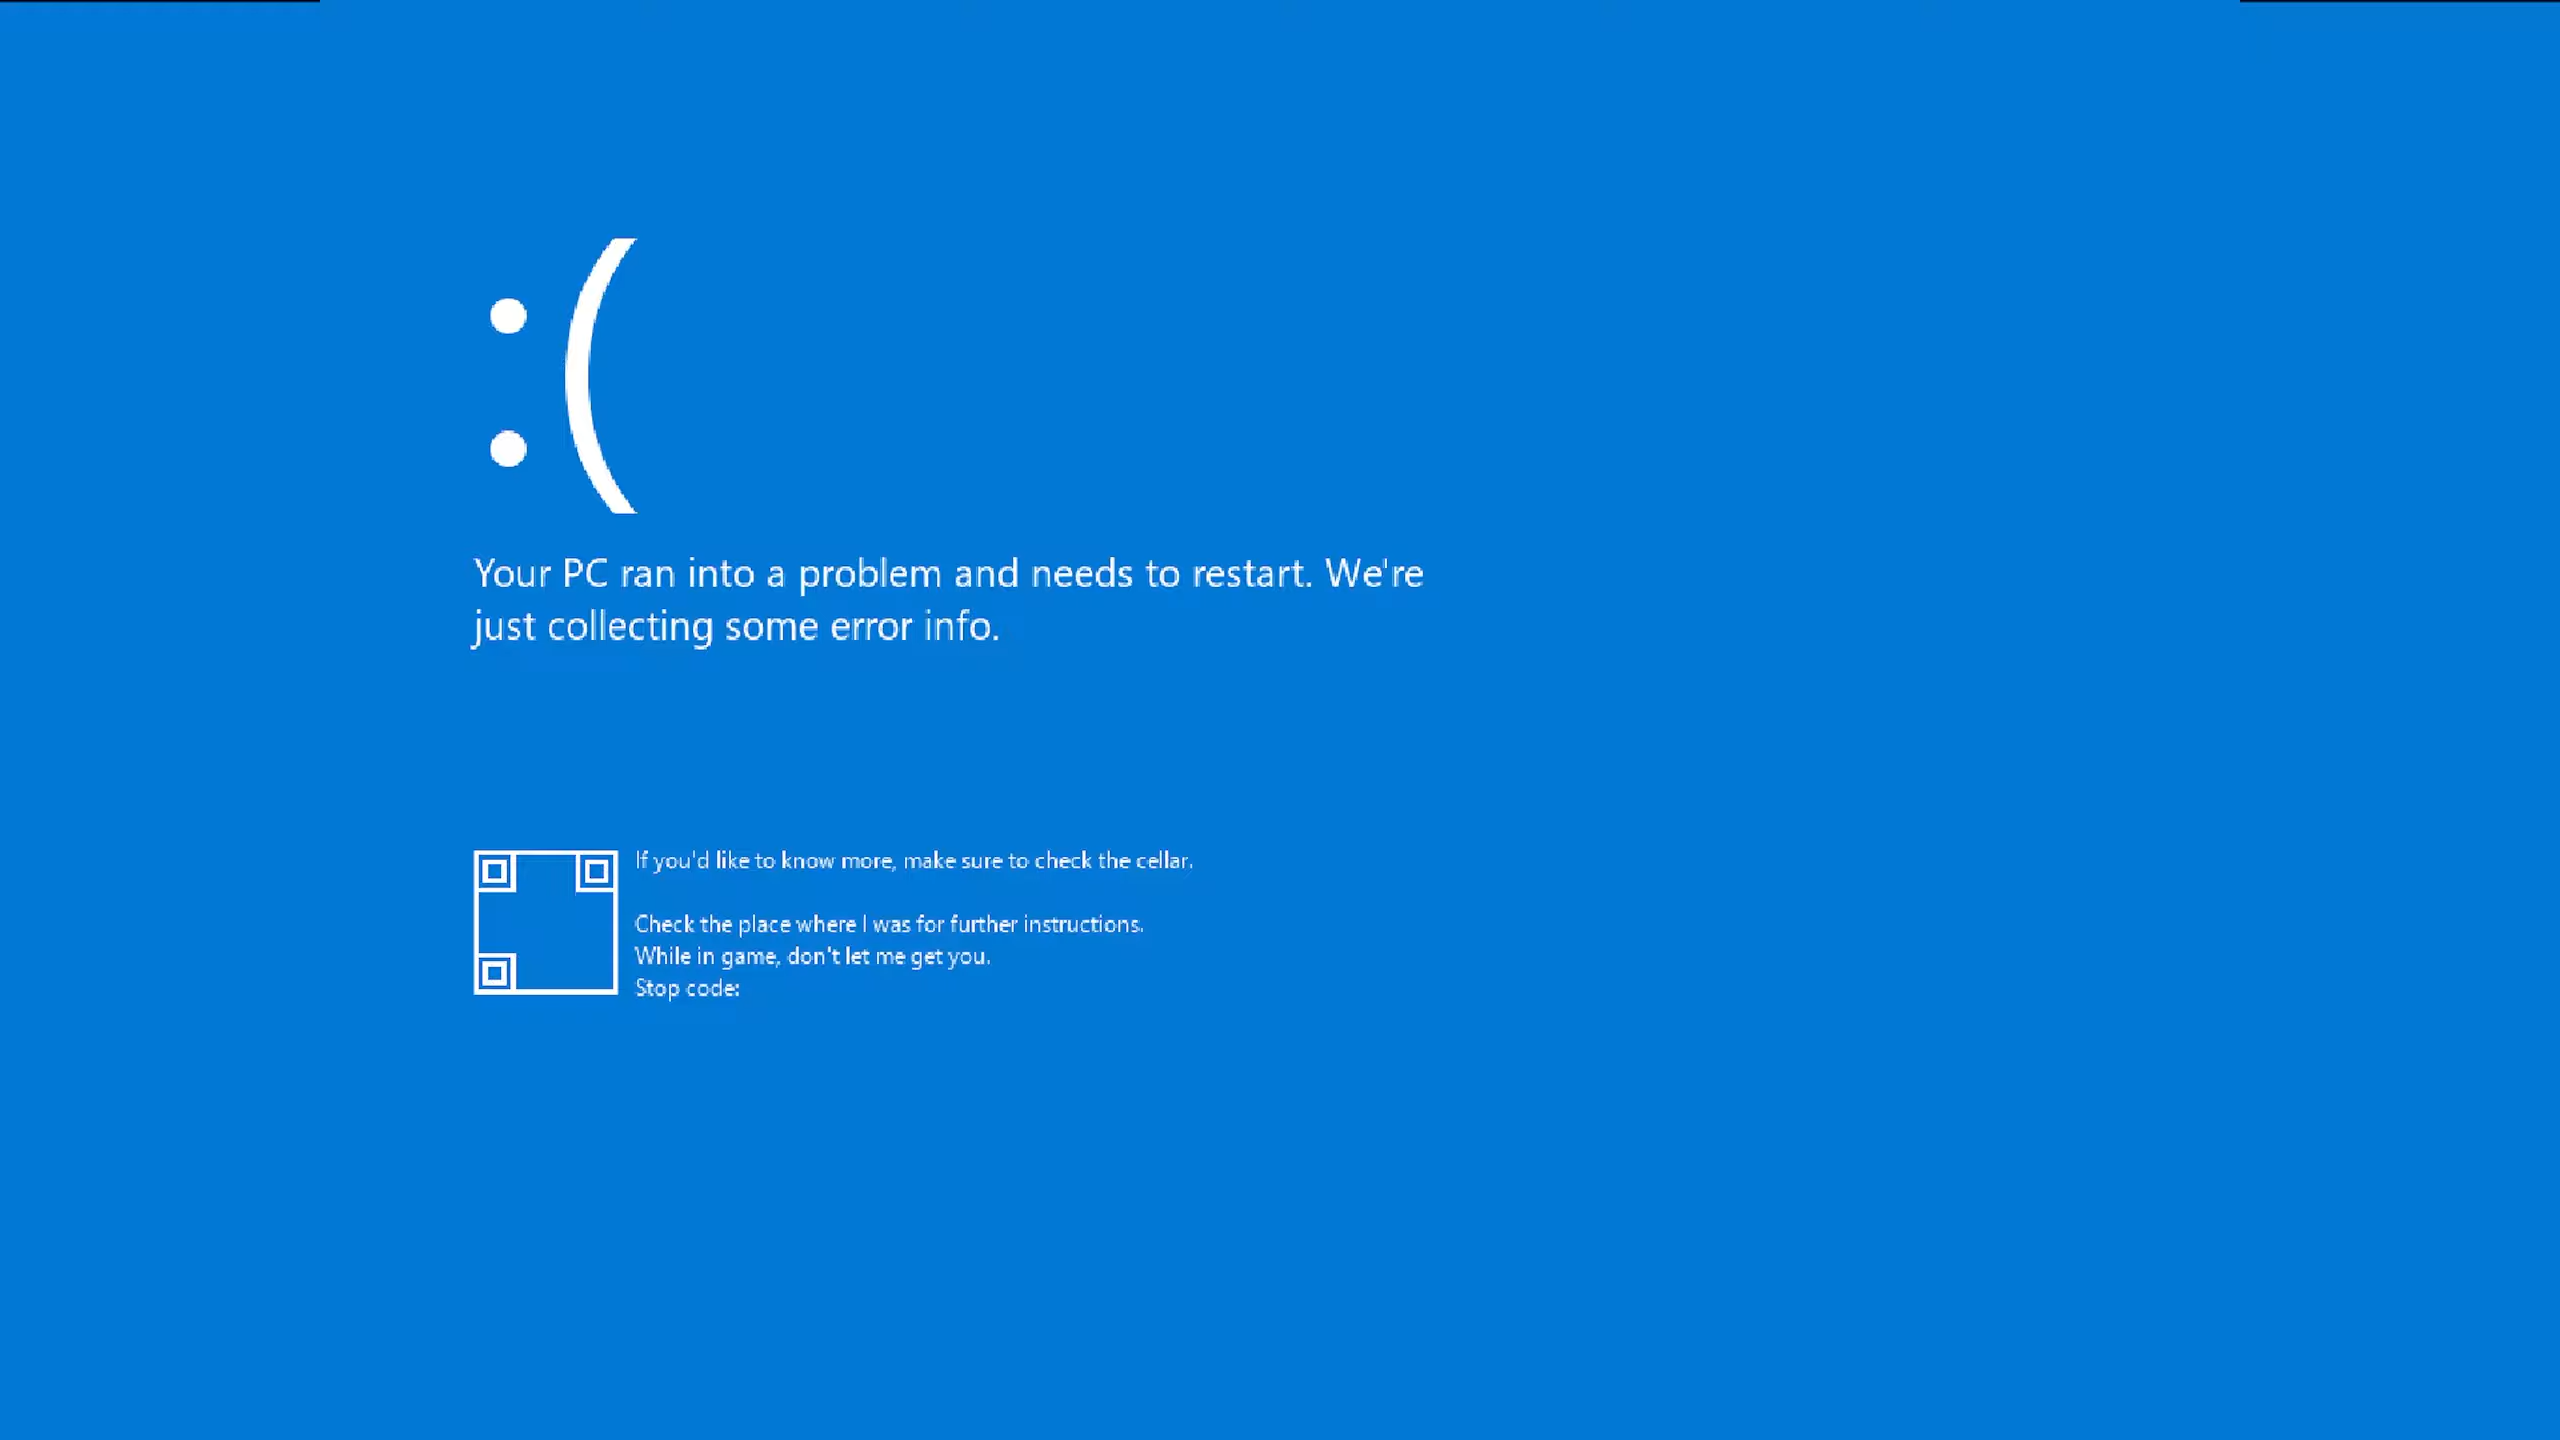 :(
Your PC ran into a problem and needs to restart. We're
just collecting some error info.
If you'd like to know more, make sure to check the cellar.
Check the place where I was for further instructions.
While in game, don't let me get you.
Stop code: